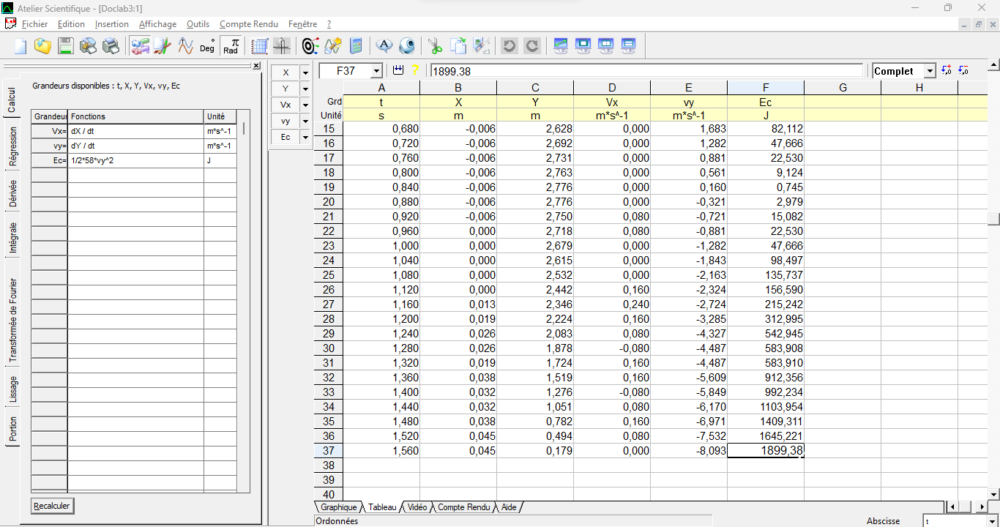 Atelier Scientifique - [Doclab3:1]
Fichier Edition Insertion Affichage Outils Compte Rendu Fenêtre ?
Deg° π Rad
F37 ? 1899,38 Complet
Grandeurs disponibles : t, X, Y, Vx, vy, Ec
Grandeur Fonctions Unité
Vx= dX / dt m*s^-1
vy= dY / dt m*s^-1
Ec= 1/2*58*vy^2 J
Calcul
Régression
Dérivée
Intégrale
Transformée de Fourier
Lissage
Portion
Recalculer
X
Y
Vx
vy
Ec
A B C D E F G H
Grd t X Y Vx vy Ec
Unité s m m m*s^-1 m*s^-1 J
15 0,680 -0,006 2,628 0,000 1,683 82,112
16 0,720 -0,006 2,692 0,000 1,282 47,666
17 0,760 -0,006 2,731 0,000 0,881 22,530
18 0,800 -0,006 2,763 0,000 0,561 9,124
19 0,840 -0,006 2,776 0,000 0,160 0,745
20 0,880 -0,006 2,776 0,000 -0,321 2,979
21 0,920 -0,006 2,750 0,080 -0,721 15,082
22 0,960 0,000 2,718 0,080 -0,881 22,530
23 1,000 0,000 2,679 0,000 -1,282 47,666
24 1,040 0,000 2,615 0,000 -1,843 98,497
25 1,080 0,000 2,532 0,000 -2,163 135,737
26 1,120 0,000 2,442 0,160 -2,324 156,590
27 1,160 0,013 2,346 0,240 -2,724 215,242
28 1,200 0,019 2,224 0,160 -3,285 312,995
29 1,240 0,026 2,083 0,080 -4,327 542,945
30 1,280 0,026 1,878 -0,080 -4,487 583,908
31 1,320 0,019 1,724 0,160 -4,487 583,910
32 1,360 0,038 1,519 0,160 -5,609 912,356
33 1,400 0,032 1,276 -0,080 -5,849 992,234
34 1,440 0,032 1,051 0,080 -6,170 1103,954
35 1,480 0,038 0,782 0,160 -6,971 1409,311
36 1,520 0,045 0,494 0,080 -7,532 1645,221
37 1,560 0,045 0,179 0,000 -8,093 1899,38
38
39
40
Graphique Tableau Vidéo Compte Rendu Aide
Ordonnées Abscisse t